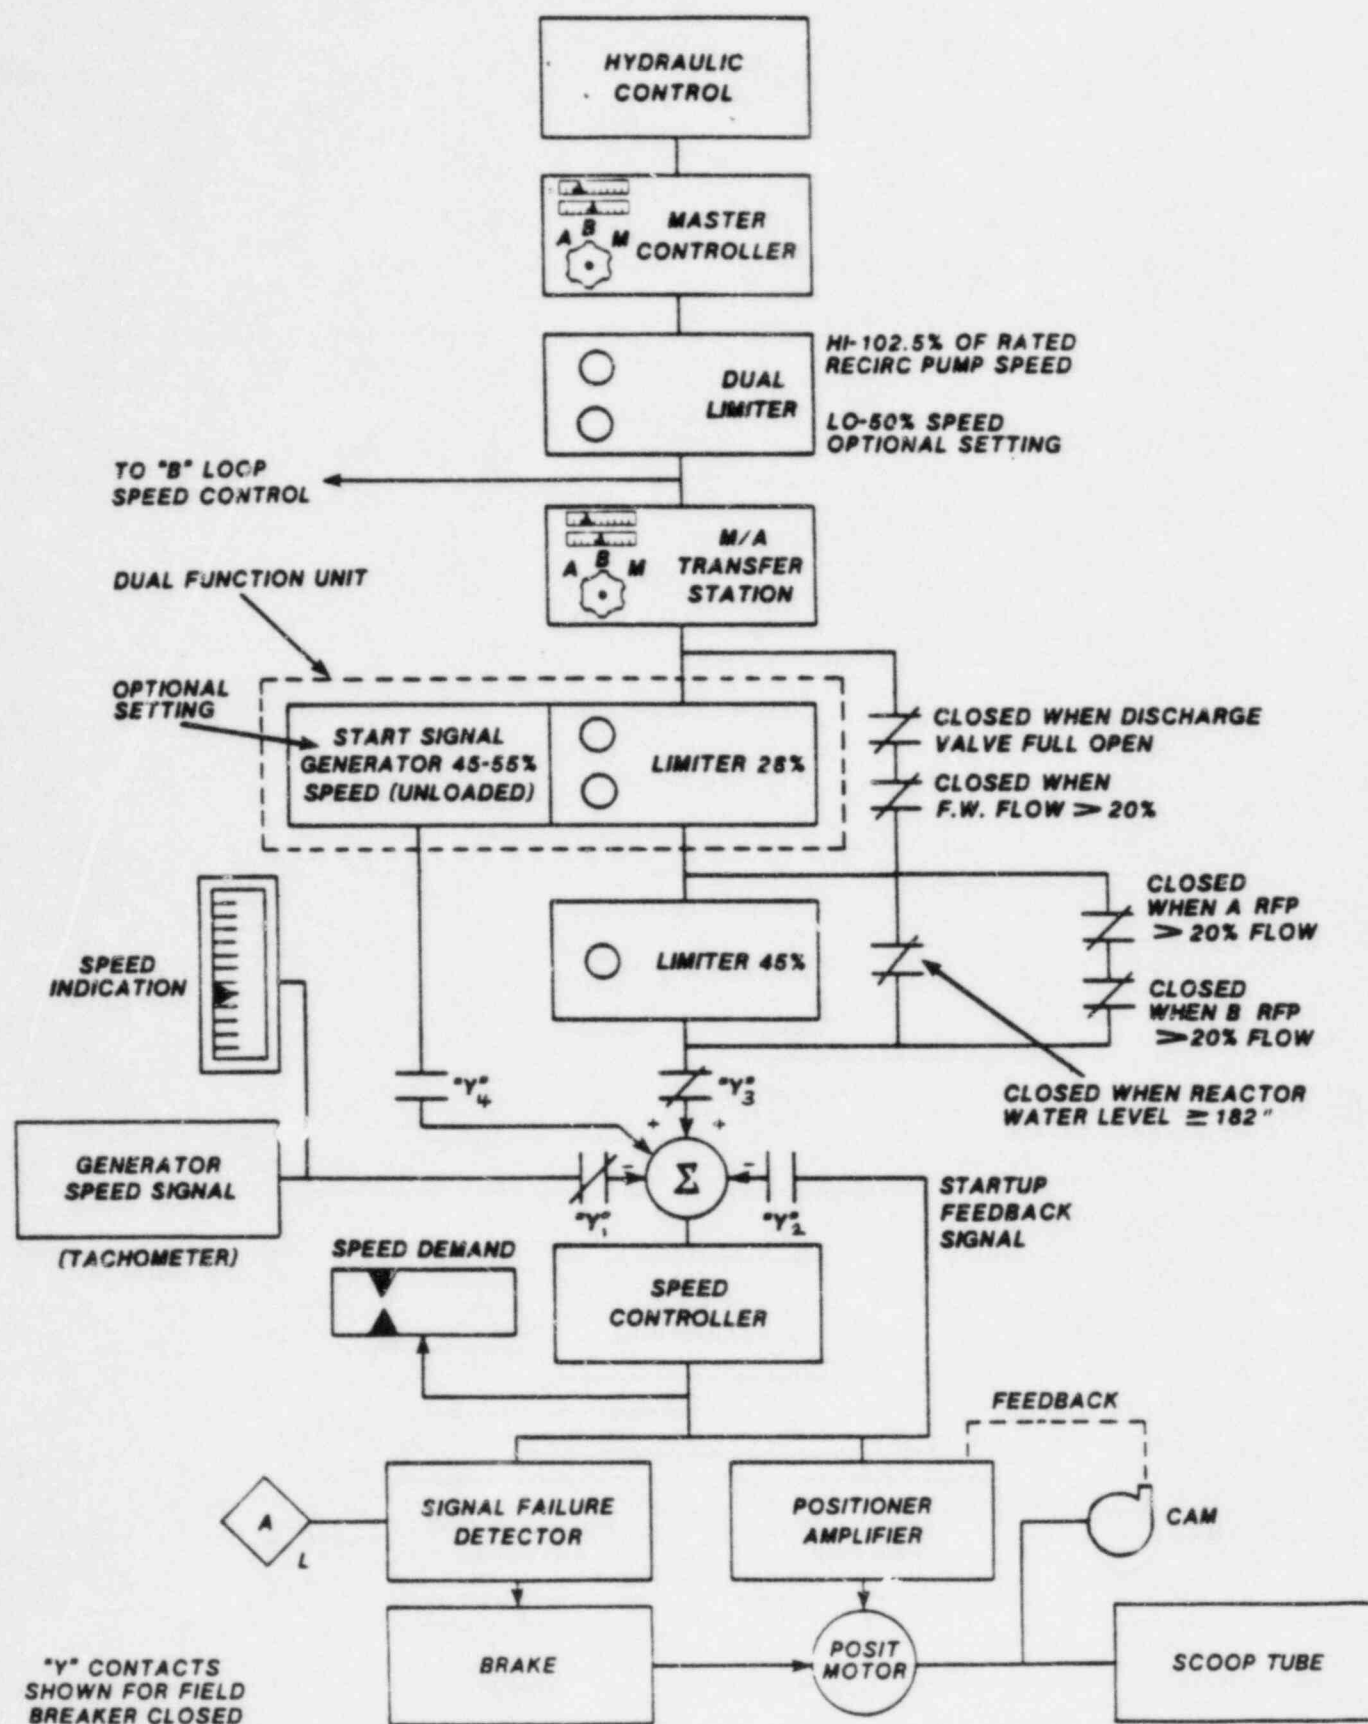 HYDRAULIC
CONTROL
A B M
MASTER
CONTROLLER
DUAL
LIMITER
HI-102.5% OF RATED
RECIRC PUMP SPEED
LO-50% SPEED
OPTIONAL SETTING
TO "B" LOOP
SPEED CONTROL
A B M
M/A
TRANSFER
STATION
DUAL FUNCTION UNIT
OPTIONAL
SETTING
START SIGNAL
GENERATOR 45-55%
SPEED (UNLOADED)
LIMITER 28%
CLOSED WHEN DISCHARGE
VALVE FULL OPEN
CLOSED WHEN
F.W. FLOW > 20%
SPEED
INDICATION
LIMITER 45%
CLOSED
WHEN A RFP
> 20% FLOW
CLOSED
WHEN B RFP
> 20% FLOW
CLOSED WHEN REACTOR
WATER LEVEL ≥ 182"
"Y"4
"Y"3
+ +
GENERATOR
SPEED SIGNAL
(TACHOMETER)
"Y"1
-
Σ
-
"Y"2
STARTUP
FEEDBACK
SIGNAL
SPEED DEMAND
SPEED
CONTROLLER
FEEDBACK
A
L
SIGNAL FAILURE
DETECTOR
POSITIONER
AMPLIFIER
CAM
BRAKE
POSIT
MOTOR
SCOOP TUBE
"Y" CONTACTS
SHOWN FOR FIELD
BREAKER CLOSED